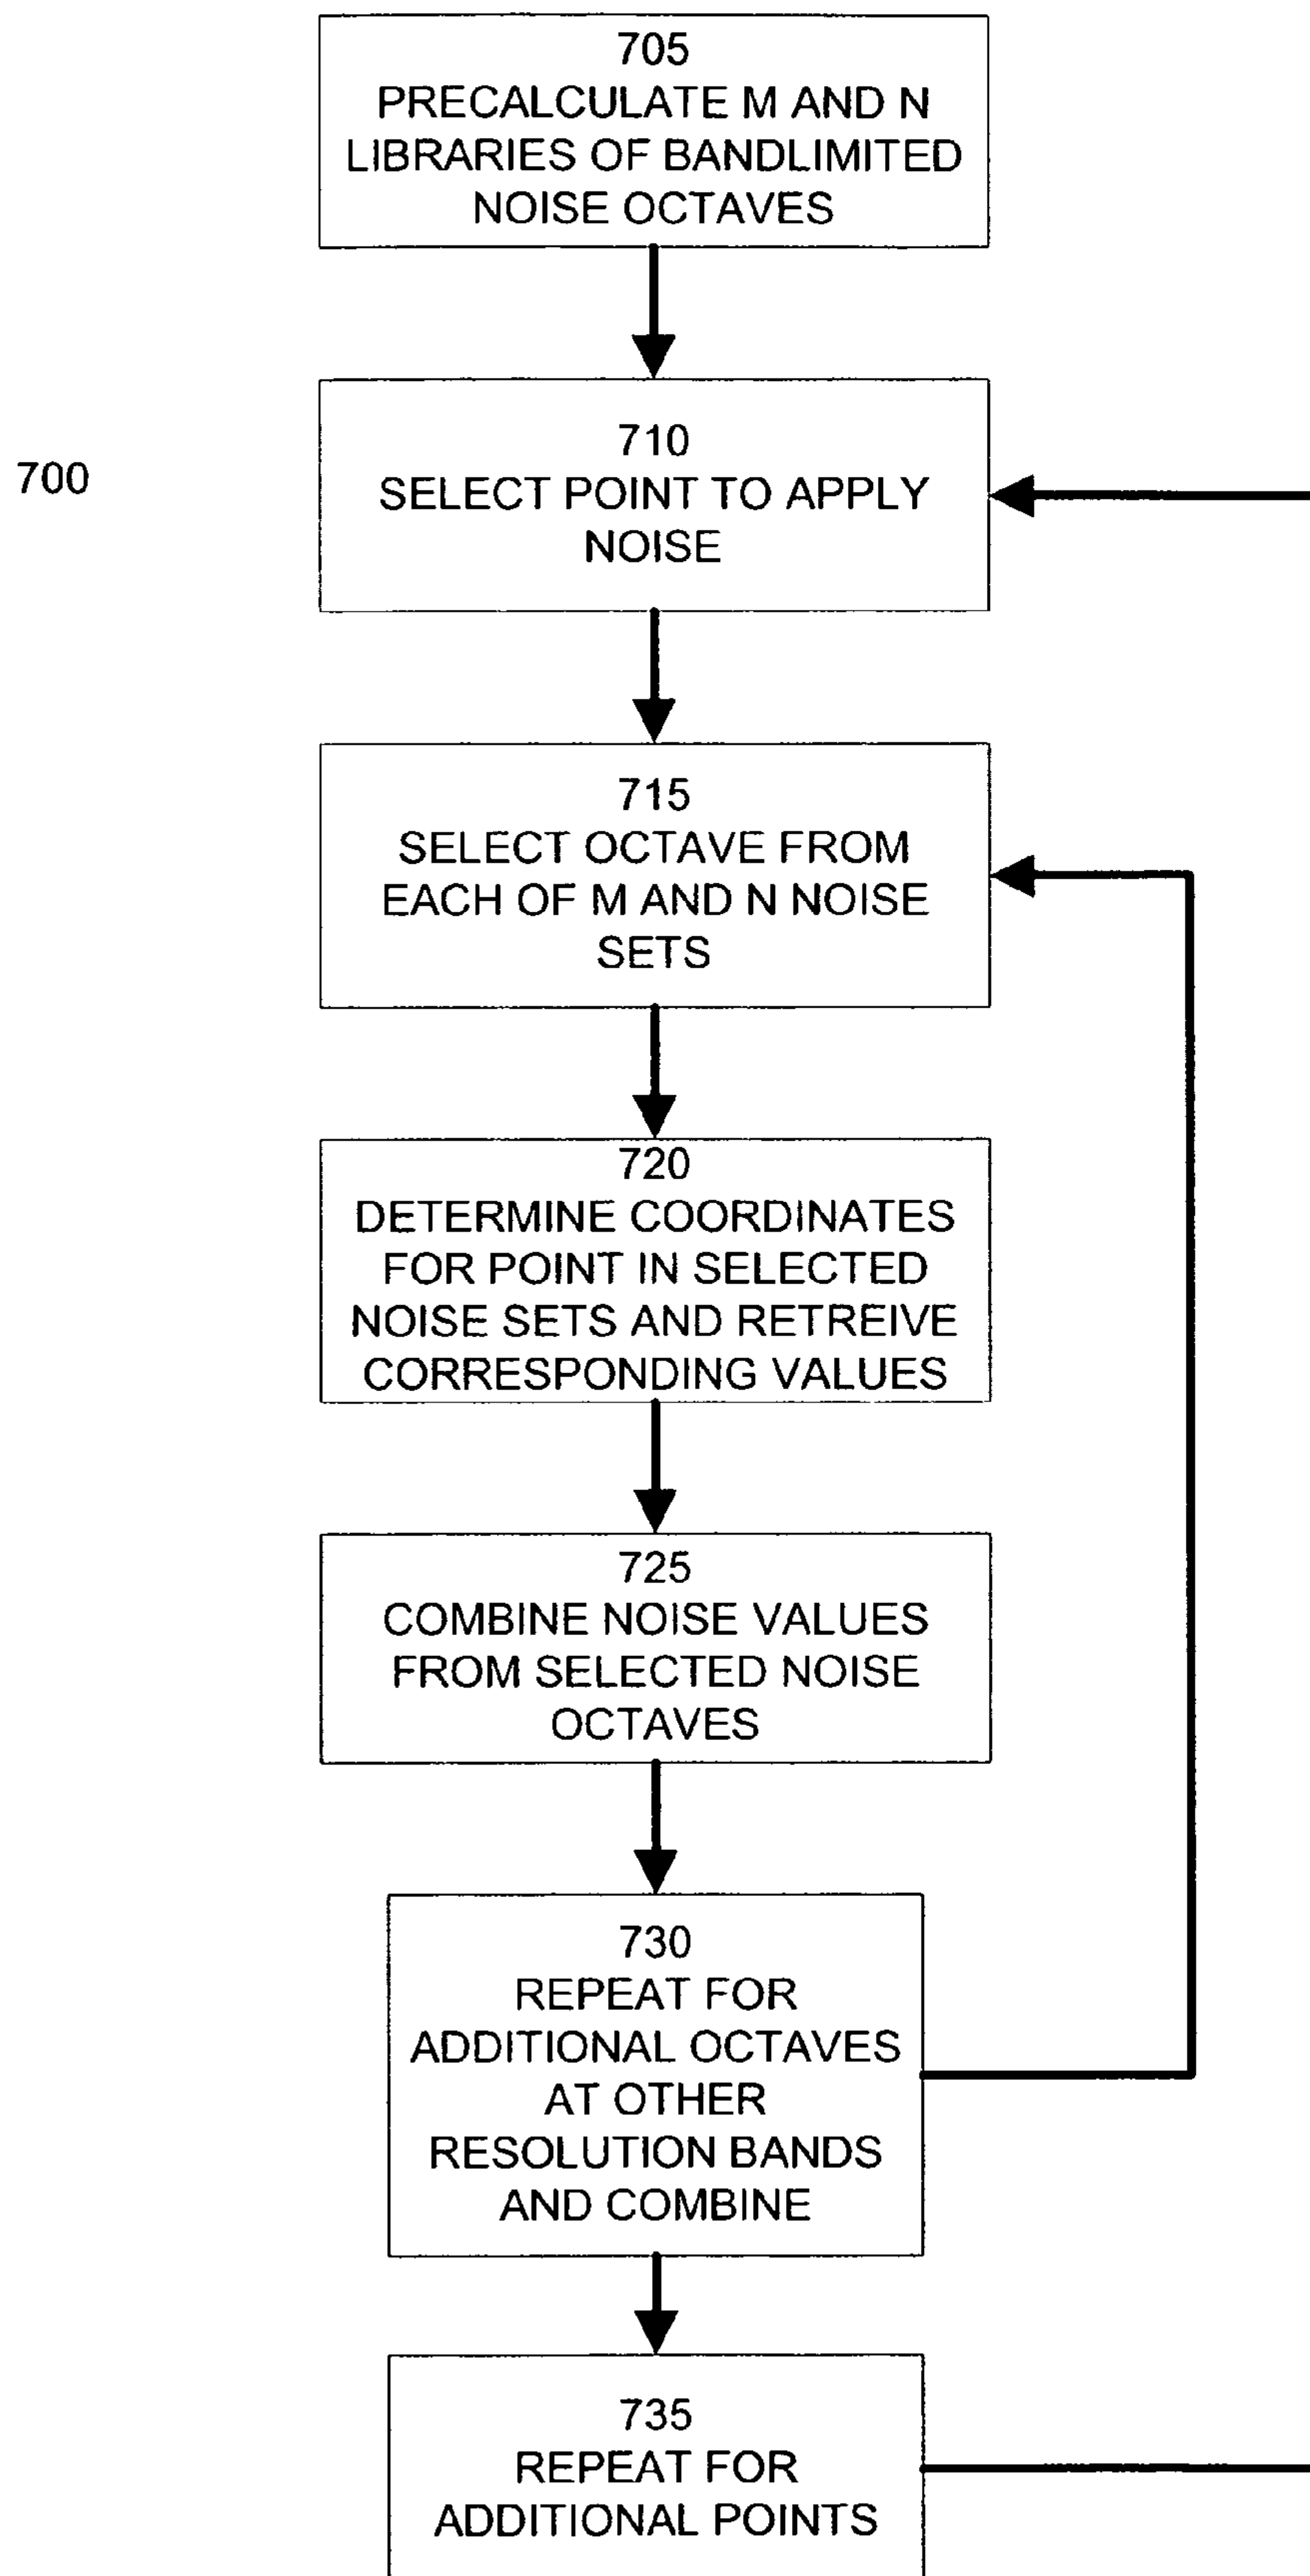 705
PRECALCULATE M AND N
LIBRARIES OF BANDLIMITED
NOISE OCTAVES
700
710
SELECT POINT TO APPLY
NOISE
715
SELECT OCTAVE FROM
EACH OF M AND N NOISE
SETS
720
DETERMINE COORDINATES
FOR POINT IN SELECTED
NOISE SETS AND RETREIVE
CORRESPONDING VALUES
725
COMBINE NOISE VALUES
FROM SELECTED NOISE
OCTAVES
730
REPEAT FOR
ADDITIONAL OCTAVES
AT OTHER
RESOLUTION BANDS
AND COMBINE
735
REPEAT FOR
ADDITIONAL POINTS